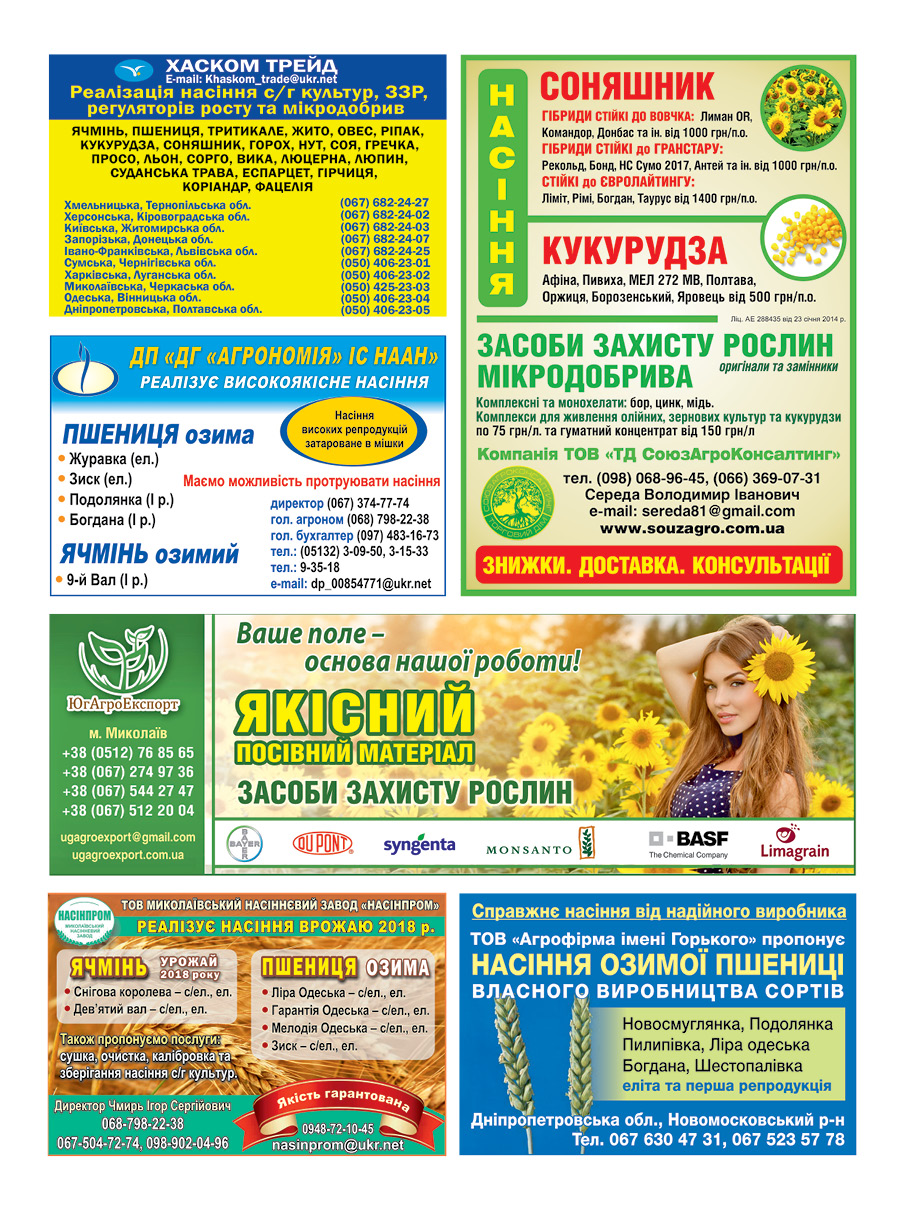 ХАСКОМ ТРЕЙД
E-mail: Khaskom_trade@ukr.net
Реалізація насіння с/г культур, ЗЗР,
регуляторів росту та мікродобрив
ЯЧМІНЬ, ПШЕНИЦЯ, ТРИТИКАЛЕ, ЖИТО, ОВЕС, РІПАК,
КУКУРУДЗА, СОНЯШНИК, ГОРОХ, НУТ, СОЯ, ГРЕЧКА,
ПРОСО, ЛЬОН, СОРГО, ВИКА, ЛЮЦЕРНА, ЛЮПИН,
СУДАНСЬКА ТРАВА, ЕСПАРЦЕТ, ГІРЧИЦЯ,
КОРІАНДР, ФАЦЕЛІЯ
Хмельницька, Тернопільська обл. (067) 682-24-27
Херсонська, Кіровоградська обл. (067) 682-24-02
Київська, Житомирська обл. (067) 682-24-03
Запорізька, Донецька обл. (067) 682-24-07
Івано-Франківська, Львівська обл. (067) 682-24-25
Сумська, Чернігівська обл. (050) 406-23-01
Харківська, Луганська обл. (050) 406-23-02
Миколаївська, Черкаська обл. (050) 425-23-03
Одеська, Вінницька обл. (050) 406-23-04
Дніпропетровська, Полтавська обл. (050) 406-23-05
НАСІННЯ
СОНЯШНИК
ГІБРИДИ СТІЙКІ ДО ВОВЧКА: Лиман OR,
Командор, Донбас та ін. від 1000 грн/п.о.
ГІБРИДИ СТІЙКІ до ГРАНСТАРУ:
Рекольд, Бонд, НС Сумо 2017, Антей та ін. від 1000 грн/п.о.
СТІЙКІ до ЄВРОЛАЙТИНГУ:
Ліміт, Рімі, Богдан, Таурус від 1400 грн/п.о.
КУКУРУДЗА
Афіна, Пивиха, МЕЛ 272 МВ, Полтава,
Оржиця, Борозенський, Яровець від 500 грн/п.о.
Ліц. АЕ 288435 від 23 січня 2014 р.
ЗАСОБИ ЗАХИСТУ РОСЛИН
МІКРОДОБРИВА оригінали та замінники
Комплексні та монохелати: бор, цинк, мідь.
Комплекси для живлення олійних, зернових культур та кукурудзи
по 75 грн/л. та гуматний концентрат від 150 грн/л
Компанія ТОВ «ТД СоюзАгроКонсалтинг»
тел. (098) 068-96-45, (066) 369-07-31
Середа Володимир Іванович
e-mail: sereda81@gmail.com
www.souzagro.com.ua
ЗНИЖКИ. ДОСТАВКА. КОНСУЛЬТАЦІЇ
ДП «ДГ «АГРОНОМІЯ» ІС НААН»
РЕАЛІЗУЄ ВИСОКОЯКІСНЕ НАСІННЯ
Насіння
високих репродукцій
затароване в мішки
ПШЕНИЦЯ озима
• Журавка (ел.)
• Зиск (ел.)
• Подолянка (І р.)
• Богдана (І р.)
ЯЧМІНЬ озимий
• 9-й Вал (І р.)
Маємо можливість протруювати насіння
директор (067) 374-77-74
гол. агроном (068) 798-22-38
гол. бухгалтер (097) 483-16-73
тел.: (05132) 3-09-50, 3-15-33
тел.: 9-35-18
e-mail: dp_00854771@ukr.net
ЮгАгроЕкспорт
м. Миколаїв
+38 (0512) 76 85 65
+38 (067) 274 97 36
+38 (067) 544 27 47
+38 (067) 512 20 04
ugagroexport@gmail.com
ugagroexport.com.ua
Ваше поле –
основа нашої роботи!
ЯКІСНИЙ
ПОСІВНИЙ МАТЕРІАЛ
ЗАСОБИ ЗАХИСТУ РОСЛИН
BAYER
DUPONT
syngenta
MONSANTO
BASF
The Chemical Company
Limagrain
НАСІНПРОМ
МИКОЛАЇВСЬКИЙ
НАСІННЕВИЙ
ЗАВОД
ТОВ МИКОЛАЇВСЬКИЙ НАСІННЄВИЙ ЗАВОД «НАСІНПРОМ»
РЕАЛІЗУЄ НАСІННЯ ВРОЖАЮ 2018 р.
ЯЧМІНЬ УРОЖАЙ
2018 року
• Снігова королева – с/ел., ел.
• Дев'ятий вал – с/ел., ел.
ПШЕНИЦЯ ОЗИМА
• Ліра Одеська – с/ел., ел.
• Гарантія Одеська – с/ел., ел.
• Мелодія Одеська – с/ел., ел.
• Зиск – с/ел., ел.
Також пропонуємо послуги:
сушка, очистка, калібровка та
зберігання насіння с/г культур.
Директор Чмирь Ігор Сергійович
068-798-22-38
067-504-72-74, 098-902-04-96
Якість гарантована
0948-72-10-45
nasinprom@ukr.net
Справжнє насіння від надійного виробника
ТОВ «Агрофірма імені Горького» пропонує
НАСІННЯ ОЗИМОЇ ПШЕНИЦІ
ВЛАСНОГО ВИРОБНИЦТВА СОРТІВ
Новосмуглянка, Подолянка
Пилипівка, Ліра одеська
Богдана, Шестопалівка
еліта та перша репродукція
Дніпропетровська обл., Новомосковський р-н
Тел. 067 630 47 31, 067 523 57 78